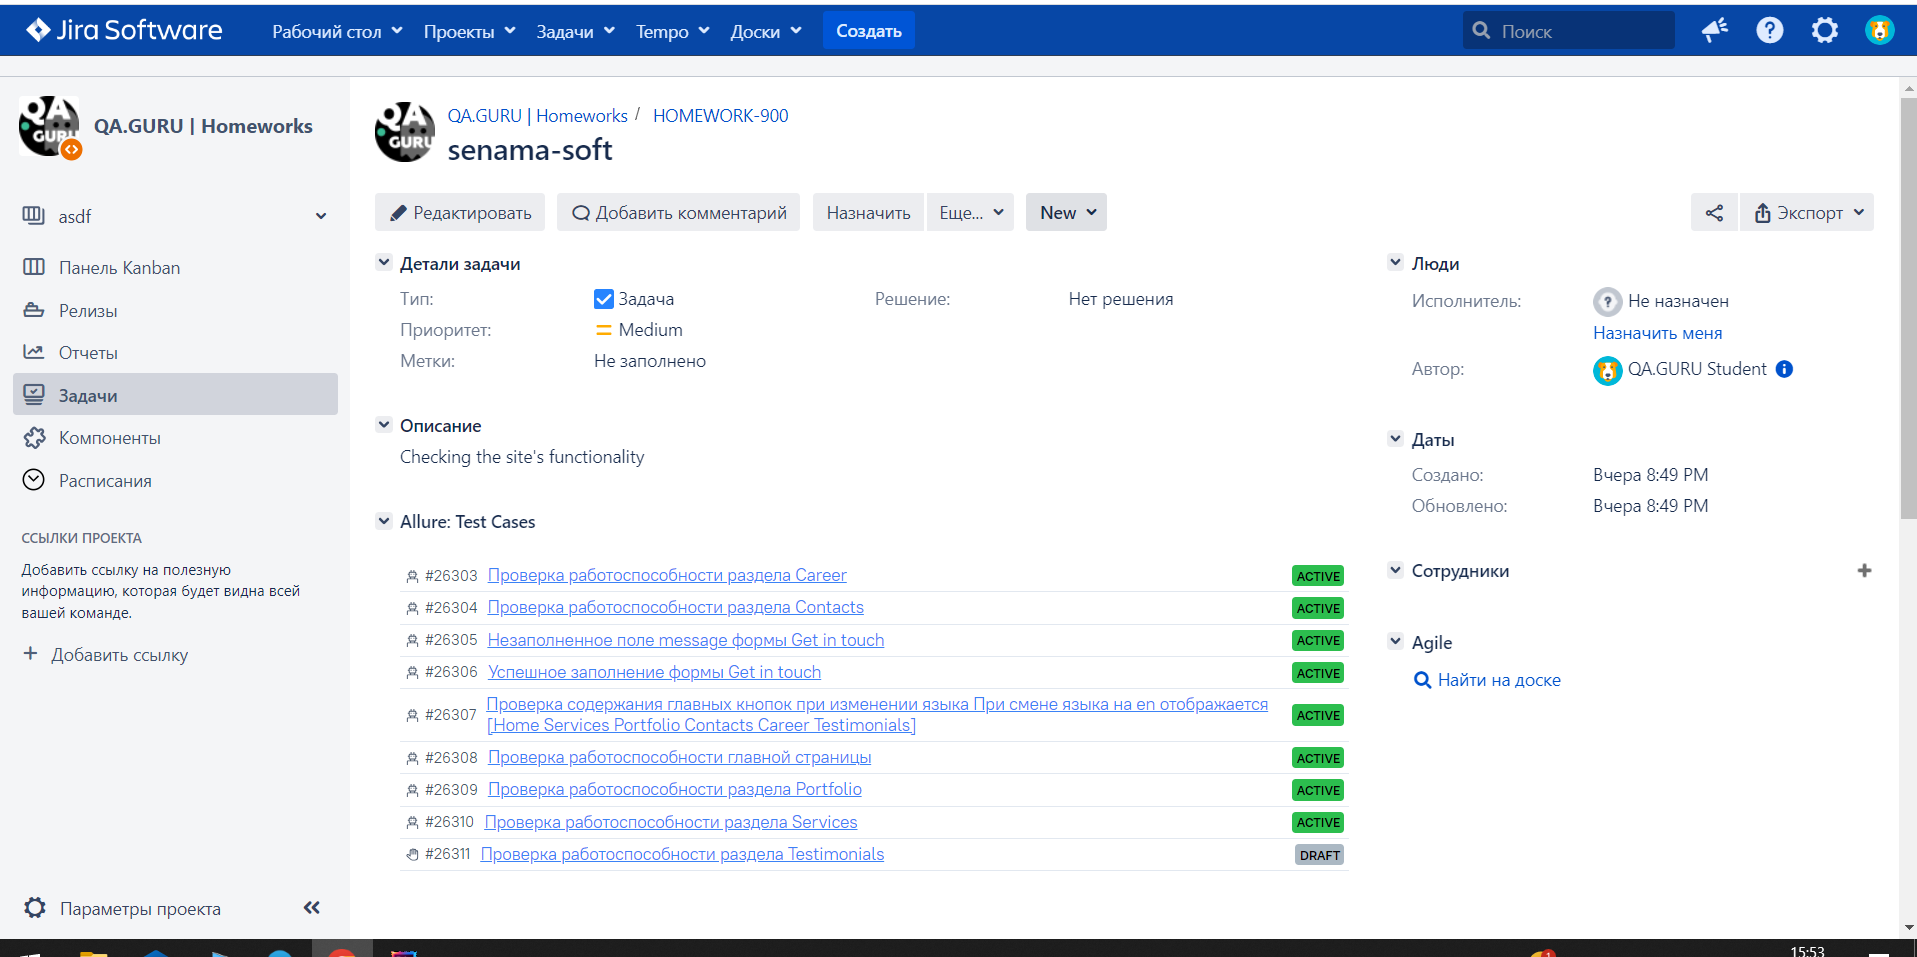 Jira Software
Рабочий стол
Проекты
Задачи
Tempo
Доски
Создать
Поиск
QA GURU
QA.GURU | Homeworks
asdf
Панель Kanban
Релизы
Отчеты
Задачи
Компоненты
Расписания
ССЫЛКИ ПРОЕКТА
Добавить ссылку на полезную
информацию, которая будет видна всей
вашей команде.
+ Добавить ссылку
Параметры проекта
QA GURU
QA.GURU | Homeworks / HOMEWORK-900
senama-soft
Редактировать
Добавить комментарий
Назначить
Еще...
New
Экспорт
Детали задачи
Тип: Задача
Решение: Нет решения
Приоритет: Medium
Метки: Не заполнено
Описание
Checking the site's functionality
Allure: Test Cases
#26303 Проверка работоспособности раздела Career ACTIVE
#26304 Проверка работоспособности раздела Contacts ACTIVE
#26305 Незаполненное поле message формы Get in touch ACTIVE
#26306 Успешное заполнение формы Get in touch ACTIVE
#26307 Проверка содержания главных кнопок при изменении языка При смене языка на en отображается
[Home Services Portfolio Contacts Career Testimonials] ACTIVE
#26308 Проверка работоспособности главной страницы ACTIVE
#26309 Проверка работоспособности раздела Portfolio ACTIVE
#26310 Проверка работоспособности раздела Services ACTIVE
#26311 Проверка работоспособности раздела Testimonials DRAFT
Люди
Исполнитель: Не назначен
Назначить меня
Автор: QA.GURU Student
Даты
Создано: Вчера 8:49 PM
Обновлено: Вчера 8:49 PM
Сотрудники
Agile
Найти на доске
1
15:53